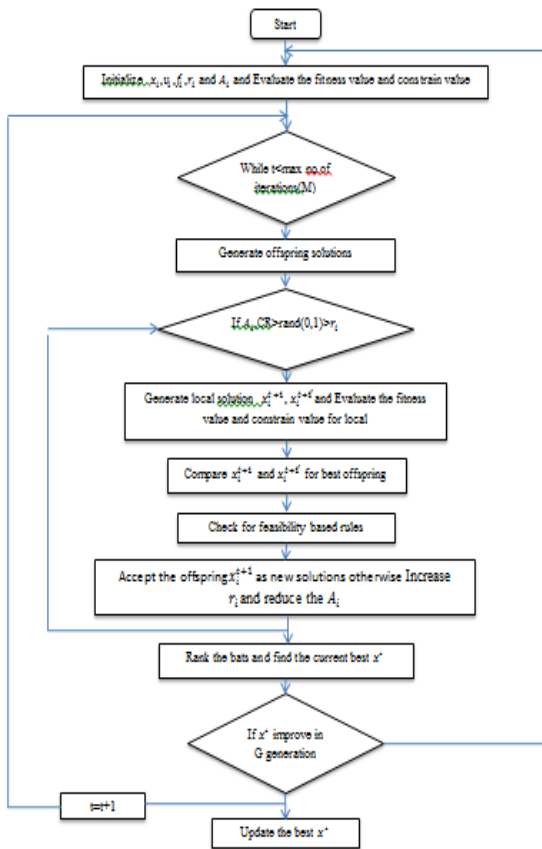 Start
Initialize x_i, υ_i, f_i, r_i and A_i and Evaluate the fitness value and constrain value
While t<max no.of
iterations(M)
Generate offspring solutions
If A_i, CR>rand(0,1)>r_i
Generate local solution x_i^{t+1}, x_i^{t+1'} and Evaluate the fitness
value and constrain value for local
Compare x_i^{t+1} and x_i^{t+1'} for best offspring
Check for feasibility based rules
Accept the offspring x_i^{t+1} as new solutions otherwise Increase
r_i and reduce the A_i
Rank the bats and find the current best x*
If x* improve in
G generation
t=t+1
Update the best x*